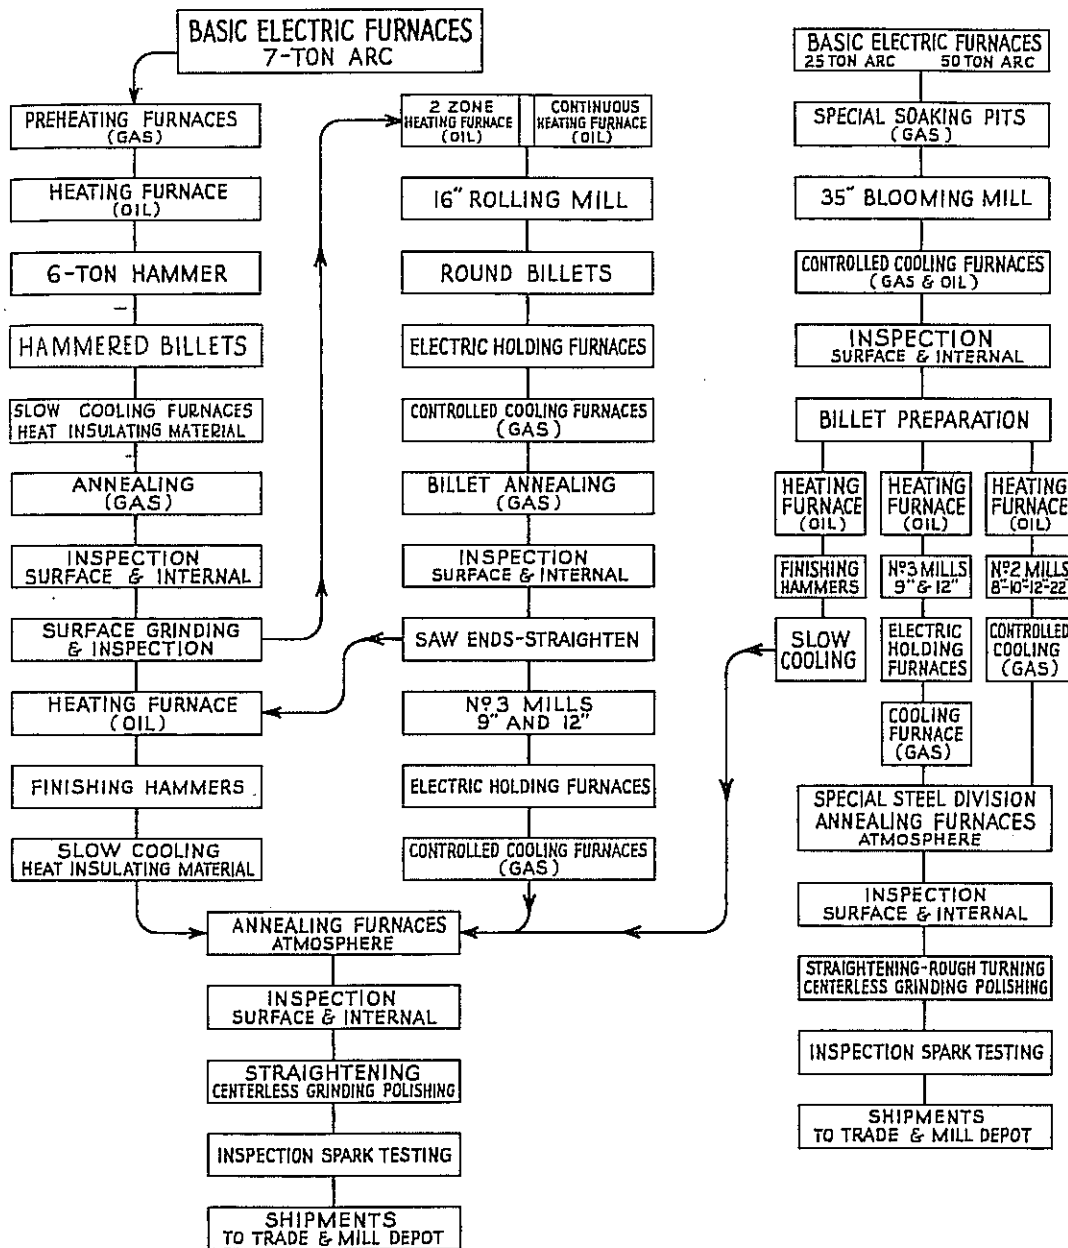 BASIC ELECTRIC FURNACES
7-TON ARC
PREHEATING FURNACES
(GAS)
HEATING FURNACE
(OIL)
6-TON HAMMER
HAMMERED BILLETS
SLOW COOLING FURNACES
HEAT INSULATING MATERIAL
ANNEALING
(GAS)
INSPECTION
SURFACE & INTERNAL
SURFACE GRINDING
& INSPECTION
HEATING FURNACE
(OIL)
FINISHING HAMMERS
SLOW COOLING
HEAT INSULATING MATERIAL
2 ZONE
HEATING FURNACE
(OIL)
CONTINUOUS
HEATING FURNACE
(OIL)
16" ROLLING MILL
ROUND BILLETS
ELECTRIC HOLDING FURNACES
CONTROLLED COOLING FURNACES
(GAS)
BILLET ANNEALING
(GAS)
INSPECTION
SURFACE & INTERNAL
SAW ENDS-STRAIGHTEN
Nº 3 MILLS
9" AND 12"
ELECTRIC HOLDING FURNACES
CONTROLLED COOLING FURNACES
(GAS)
ANNEALING FURNACES
ATMOSPHERE
INSPECTION
SURFACE & INTERNAL
STRAIGHTENING
CENTERLESS GRINDING POLISHING
INSPECTION SPARK TESTING
SHIPMENTS
TO TRADE & MILL DEPOT
BASIC ELECTRIC FURNACES
25 TON ARC 50 TON ARC
SPECIAL SOAKING PITS
(GAS)
35" BLOOMING MILL
CONTROLLED COOLING FURNACES
(GAS & OIL)
INSPECTION
SURFACE & INTERNAL
BILLET PREPARATION
HEATING
FURNACE
(OIL)
FINISHING
HAMMERS
SLOW
COOLING
HEATING
FURNACE
(OIL)
Nº3 MILLS
9" & 12"
ELECTRIC
HOLDING
FURNACES
COOLING
FURNACE
(GAS)
HEATING
FURNACE
(OIL)
Nº2 MILLS
8"-10"-12"-22"
CONTROLLED
COOLING
(GAS)
SPECIAL STEEL DIVISION
ANNEALING FURNACES
ATMOSPHERE
INSPECTION
SURFACE & INTERNAL
STRAIGHTENING-ROUGH TURNING
CENTERLESS GRINDING POLISHING
INSPECTION SPARK TESTING
SHIPMENTS
TO TRADE & MILL DEPOT